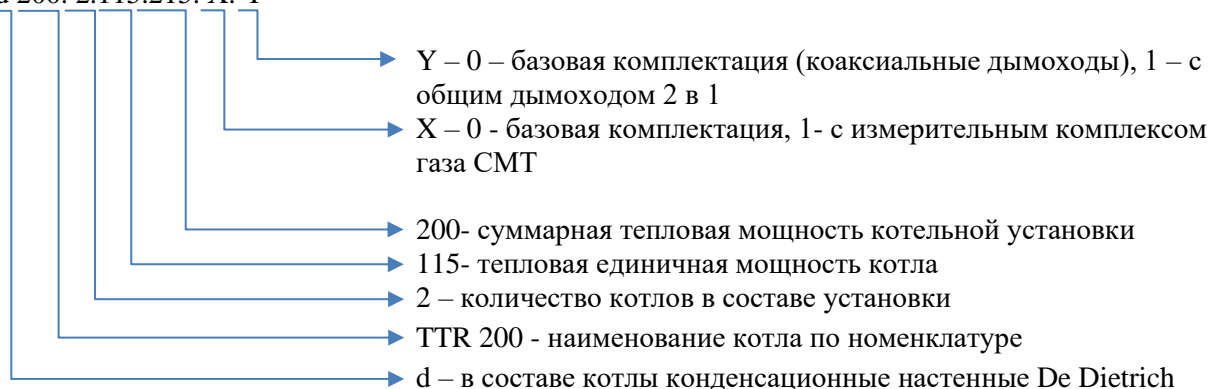 Y – 0 – базовая комплектация (коаксиальные дымоходы), 1 – с
общим дымоходом 2 в 1
X – 0 - базовая комплектация, 1- с измерительным комплексом
газа СМТ
200- суммарная тепловая мощность котельной установки
115- тепловая единичная мощность котла
2 – количество котлов в составе установки
TTR 200 - наименование котла по номенклатуре
d – в составе котлы конденсационные настенные De Dietrich